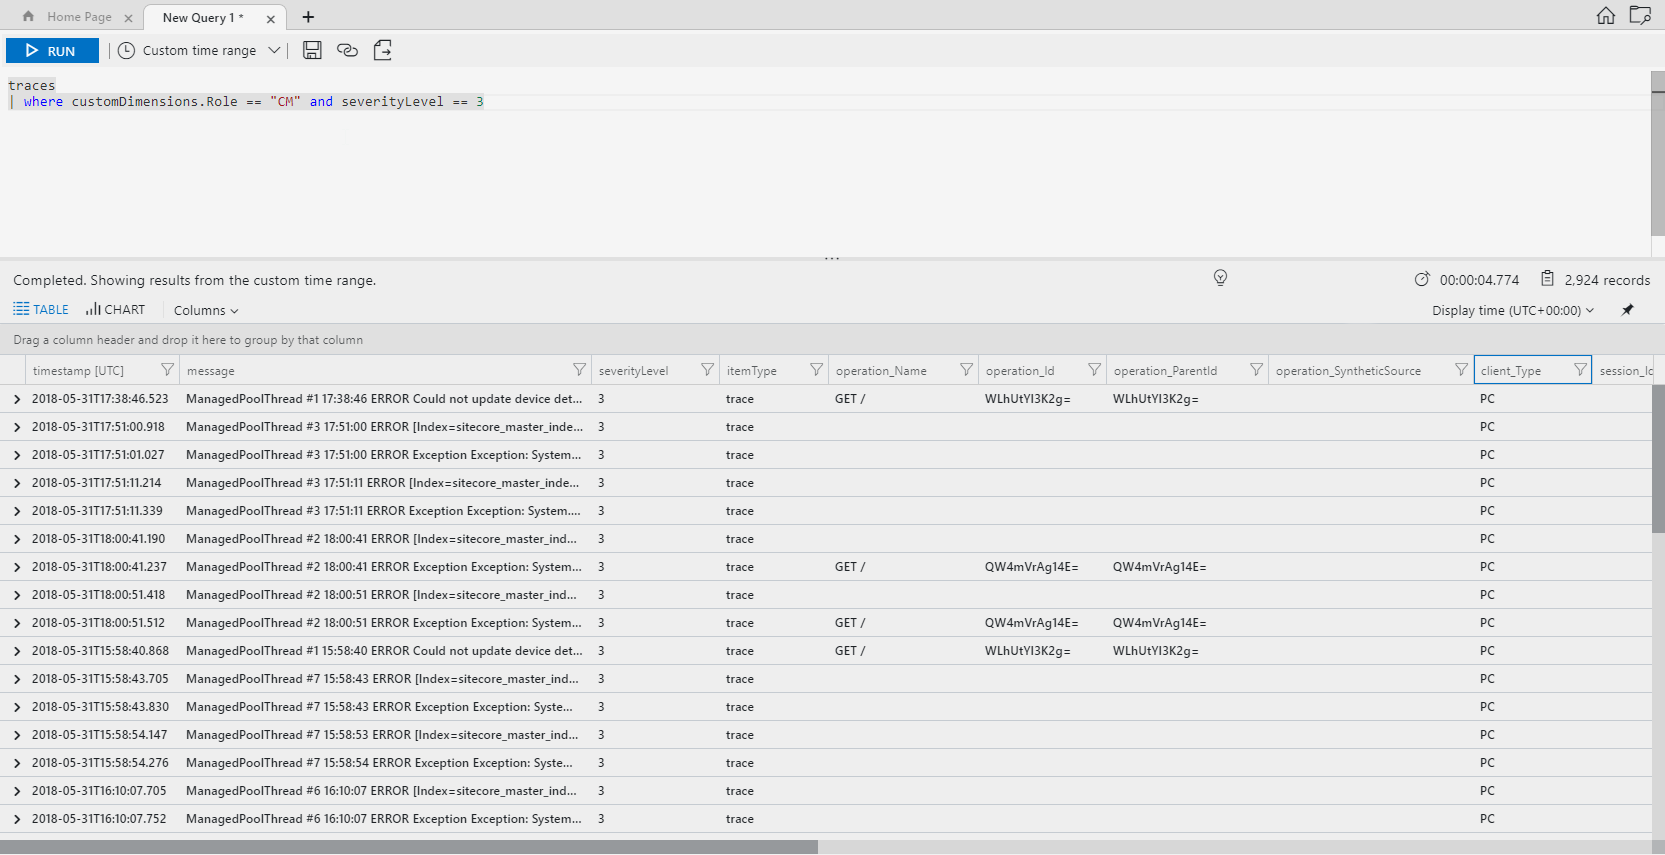 Home Page
New Query 1 *
RUN
Custom time range
traces
| where customDimensions.Role == "CM" and severityLevel == 3
Completed. Showing results from the custom time range.
00:00:04.774
2,924 records
TABLE
CHART
Columns
Display time (UTC+00:00)
Drag a column header and drop it here to group by that column
timestamp [UTC] message severityLevel itemType operation_Name operation_Id operation_ParentId operation_SyntheticSource client_Type session_Id
2018-05-31T17:38:46.523 ManagedPoolThread #1 17:38:46 ERROR Could not update device det... 3 trace GET / WLhUtYI3K2g= WLhUtYI3K2g= PC
2018-05-31T17:51:00.918 ManagedPoolThread #3 17:51:00 ERROR [Index=sitecore_master_inde... 3 trace PC
2018-05-31T17:51:01.027 ManagedPoolThread #3 17:51:00 ERROR Exception Exception: System... 3 trace PC
2018-05-31T17:51:11.214 ManagedPoolThread #3 17:51:11 ERROR [Index=sitecore_master_inde... 3 trace PC
2018-05-31T17:51:11.339 ManagedPoolThread #3 17:51:11 ERROR Exception Exception: System.... 3 trace PC
2018-05-31T18:00:41.190 ManagedPoolThread #2 18:00:41 ERROR [Index=sitecore_master_ind... 3 trace PC
2018-05-31T18:00:41.237 ManagedPoolThread #2 18:00:41 ERROR Exception Exception: System... 3 trace GET / QW4mVrAg14E= QW4mVrAg14E= PC
2018-05-31T18:00:51.418 ManagedPoolThread #2 18:00:51 ERROR [Index=sitecore_master_ind... 3 trace PC
2018-05-31T18:00:51.512 ManagedPoolThread #2 18:00:51 ERROR Exception Exception: System... 3 trace GET / QW4mVrAg14E= QW4mVrAg14E= PC
2018-05-31T15:58:40.868 ManagedPoolThread #1 15:58:40 ERROR Could not update device det... 3 trace GET / WLhUtYI3K2g= WLhUtYI3K2g= PC
2018-05-31T15:58:43.705 ManagedPoolThread #7 15:58:43 ERROR [Index=sitecore_master_ind... 3 trace PC
2018-05-31T15:58:43.830 ManagedPoolThread #7 15:58:43 ERROR Exception Exception: Syste... 3 trace PC
2018-05-31T15:58:54.147 ManagedPoolThread #7 15:58:53 ERROR [Index=sitecore_master_ind... 3 trace PC
2018-05-31T15:58:54.276 ManagedPoolThread #7 15:58:54 ERROR Exception Exception: Syste... 3 trace PC
2018-05-31T16:10:07.705 ManagedPoolThread #6 16:10:07 ERROR [Index=sitecore_master_ind... 3 trace PC
2018-05-31T16:10:07.752 ManagedPoolThread #6 16:10:07 ERROR Exception Exception: System... 3 trace PC